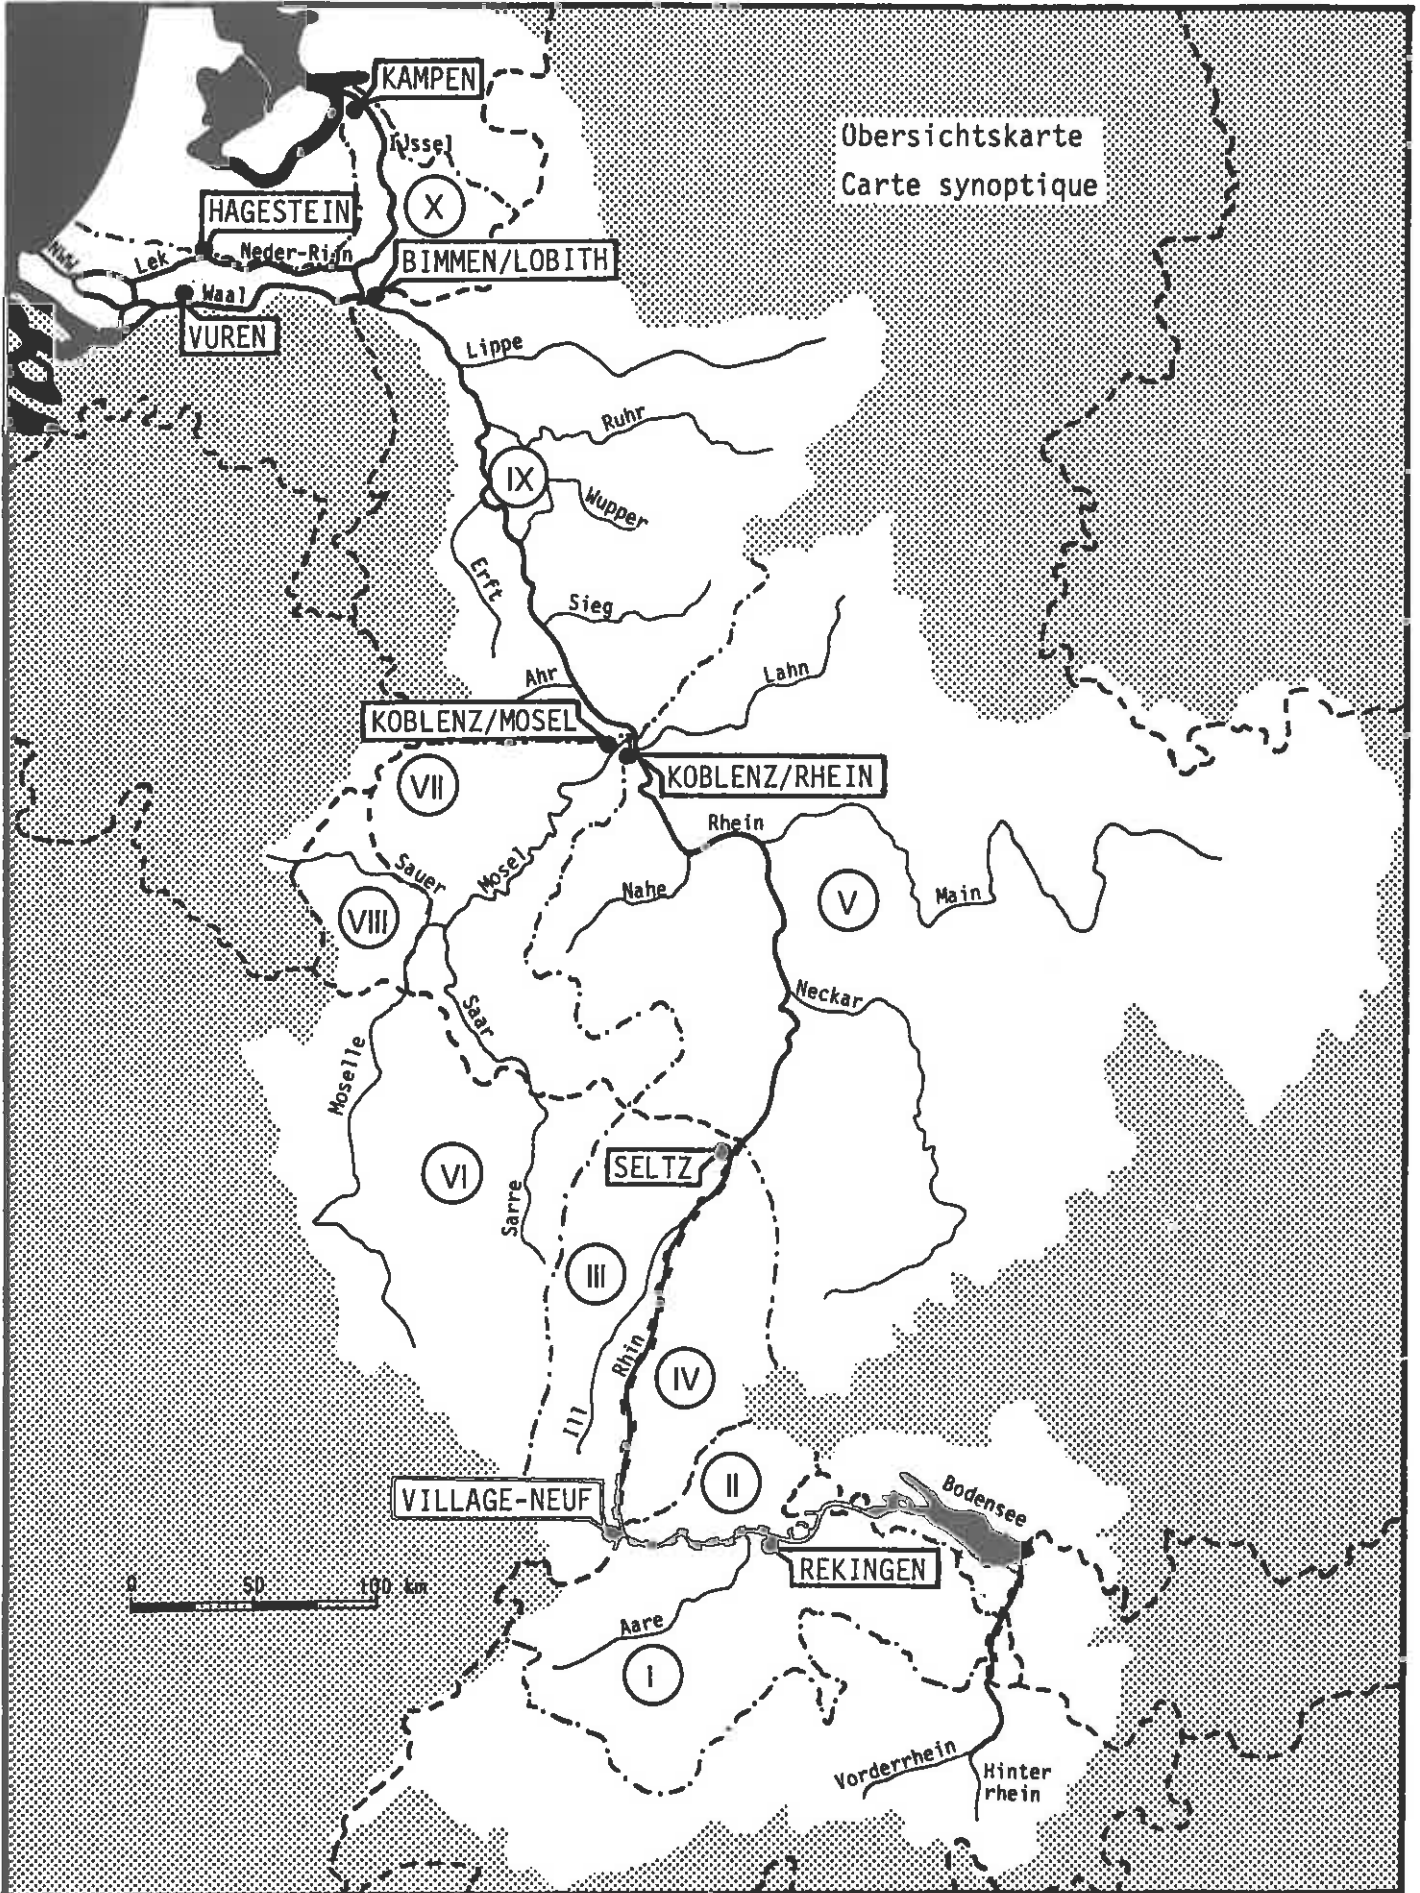 KAMPEN
IJssel
Übersichtskarte
Carte synoptique
X
HAGESTEIN
NWW
Lek
Neder-Rijn
BIMMEN/LOBITH
Waal
VUREN
Lippe
Ruhr
IX
Wupper
Erft
Sieg
Ahr
Lahn
KOBLENZ/MOSEL
KOBLENZ/RHEIN
VII
Rhein
Sauer
Mosel
Nahe
V
Main
VIII
Neckar
Saar
Moselle
SELTZ
VI
Sarre
III
Rhin
IV
Ill
II
VILLAGE-NEUF
Bodensee
REKINGEN
0 50 100 km
Aare
I
Vorderrhein
Hinter
rhein